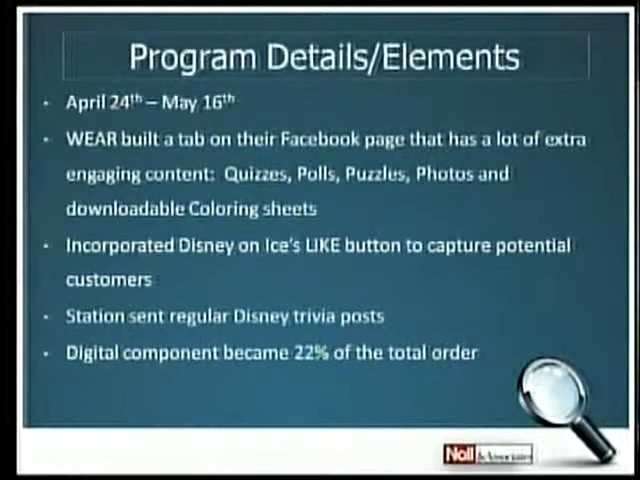 Program Details/Elements
• April 24th – May 16th
• WEAR built a tab on their Facebook page that has a lot of extra
engaging content:  Quizzes, Polls, Puzzles, Photos and
downloadable Coloring sheets
• Incorporated Disney on Ice's LIKE button to capture potential
customers
• Station sent regular Disney trivia posts
• Digital component became 22% of the total order
Noll & Associates